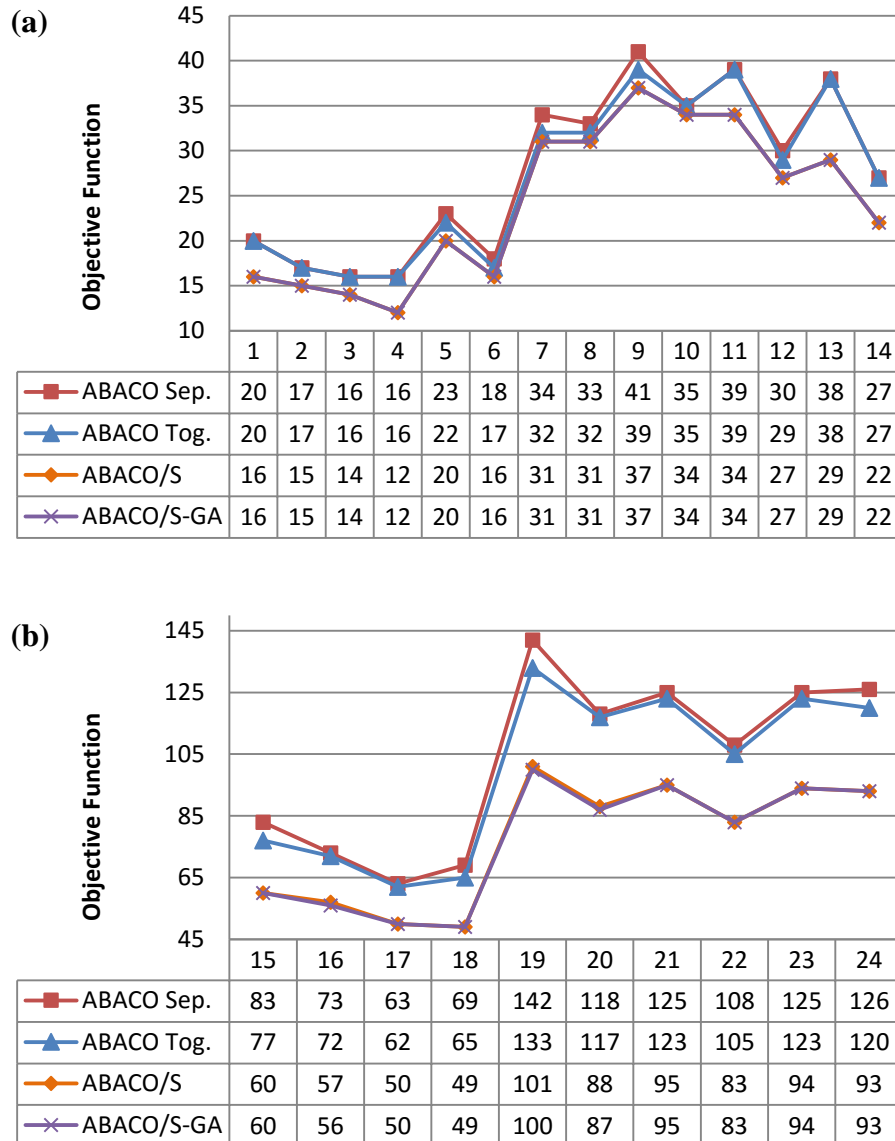 (a)
Objective Function
45
40
35
30
25
20
15
10
1 2 3 4 5 6 7 8 9 10 11 12 13 14
ABACO Sep. 20 17 16 16 23 18 34 33 41 35 39 30 38 27
ABACO Tog. 20 17 16 16 22 17 32 32 39 35 39 29 38 27
ABACO/S 16 15 14 12 20 16 31 31 37 34 34 27 29 22
ABACO/S-GA 16 15 14 12 20 16 31 31 37 34 34 27 29 22
(b)
Objective Function
145
125
105
85
65
45
15 16 17 18 19 20 21 22 23 24
ABACO Sep. 83 73 63 69 142 118 125 108 125 126
ABACO Tog. 77 72 62 65 133 117 123 105 123 120
ABACO/S 60 57 50 49 101 88 95 83 94 93
ABACO/S-GA 60 56 50 49 100 87 95 83 94 93